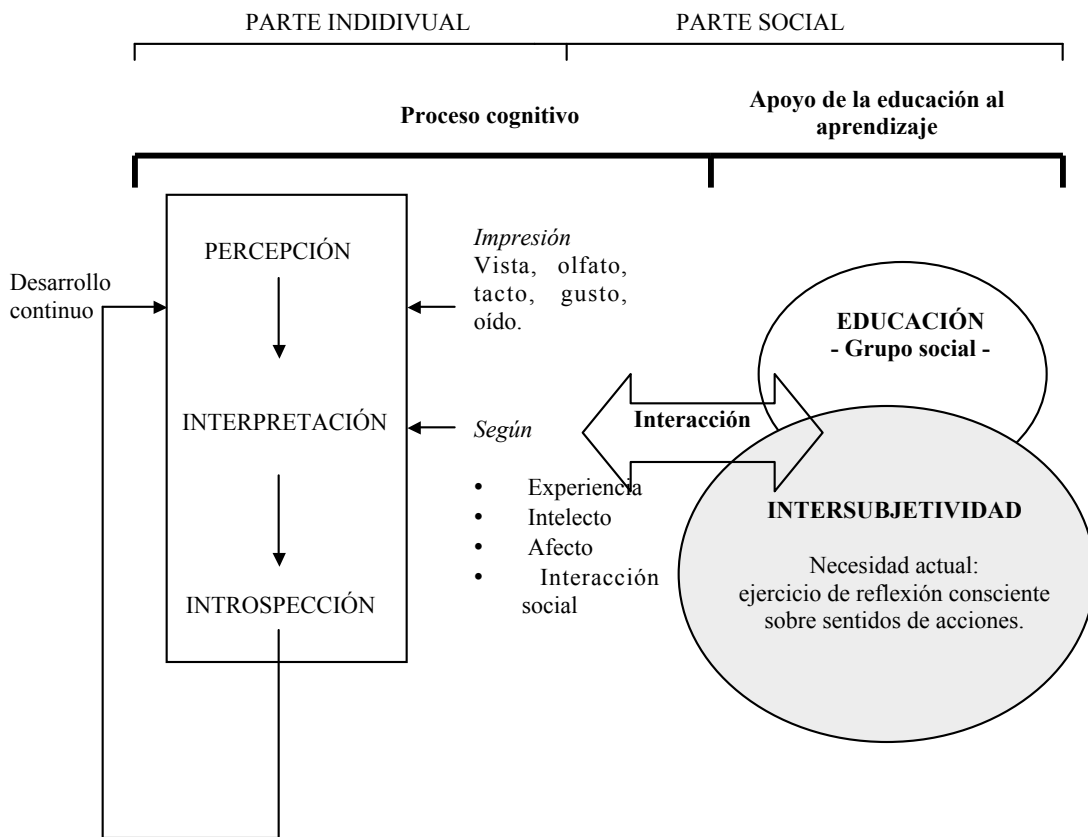 PARTE INDIDIVUAL
PARTE SOCIAL
Proceso cognitivo
Apoyo de la educación al
aprendizaje
Desarrollo
continuo
PERCEPCIÓN
INTERPRETACIÓN
INTROSPECCIÓN
Impresión
Vista, olfato,
tacto, gusto,
oído.
Según
• Experiencia
• Intelecto
• Afecto
• Interacción
social
Interacción
EDUCACIÓN
- Grupo social -
INTERSUBJETIVIDAD
Necesidad actual:
ejercicio de reflexión consciente
sobre sentidos de acciones.